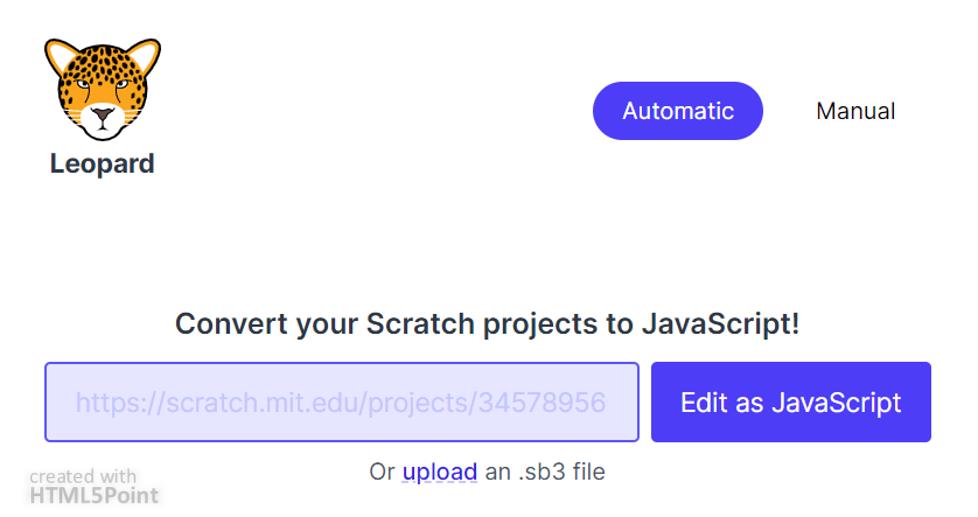 Leopard
Automatic
Manual
Convert your Scratch projects to JavaScript!
https://scratch.mit.edu/projects/34578956
Edit as JavaScript
Or upload an .sb3 file
created with
HTML5Point